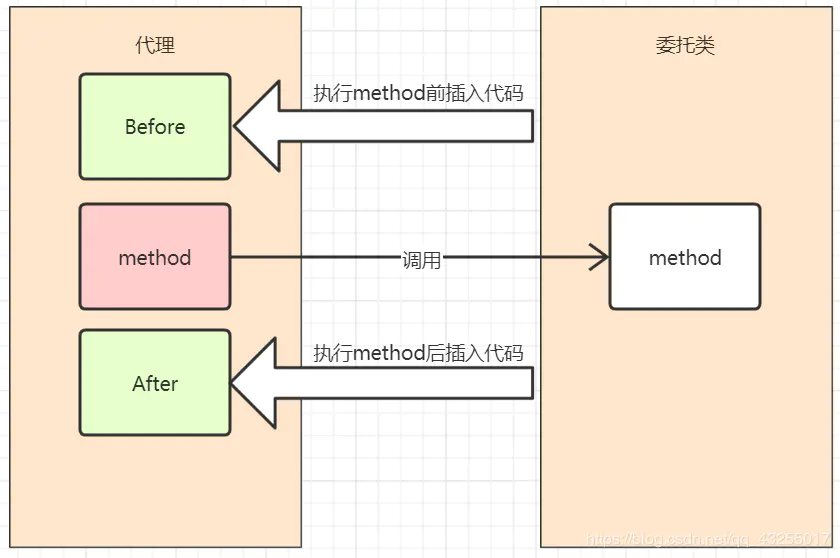 代理
委托类
执行method前插入代码
Before
method
调用
method
执行method后插入代码
After
https://blog.csdn.net/qq_43255017